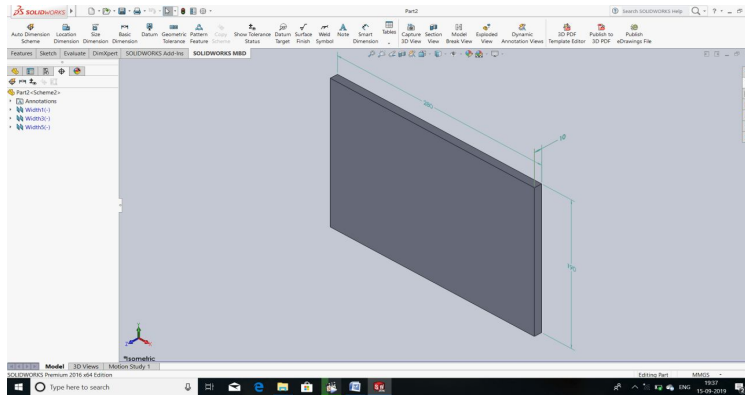 SOLIDWORKS
Part2
Search SOLIDWORKS Help
Auto Dimension Scheme
Location Dimension
Size Dimension
Basic Dimension
Datum
Geometric Tolerance
Pattern Feature
Copy Scheme
Show Tolerance Status
Datum Target
Surface Finish
Weld Symbol
Note
Smart Dimension
Tables
Capture 3D View
Section View
Model Break View
Exploded View
Dynamic Annotation Views
3D PDF Template Editor
Publish to 3D PDF
Publish eDrawings File
Features Sketch Evaluate DimXpert SOLIDWORKS Add-Ins SOLIDWORKS MBD
Part2<Scheme2>
Annotations
Width1(-)
Width3(-)
Width5(-)
*Isometric
Model 3D Views Motion Study 1
SOLIDWORKS Premium 2016 x64 Edition
Editing Part MMGS
Type here to search
ENG
19:37
15-09-2019